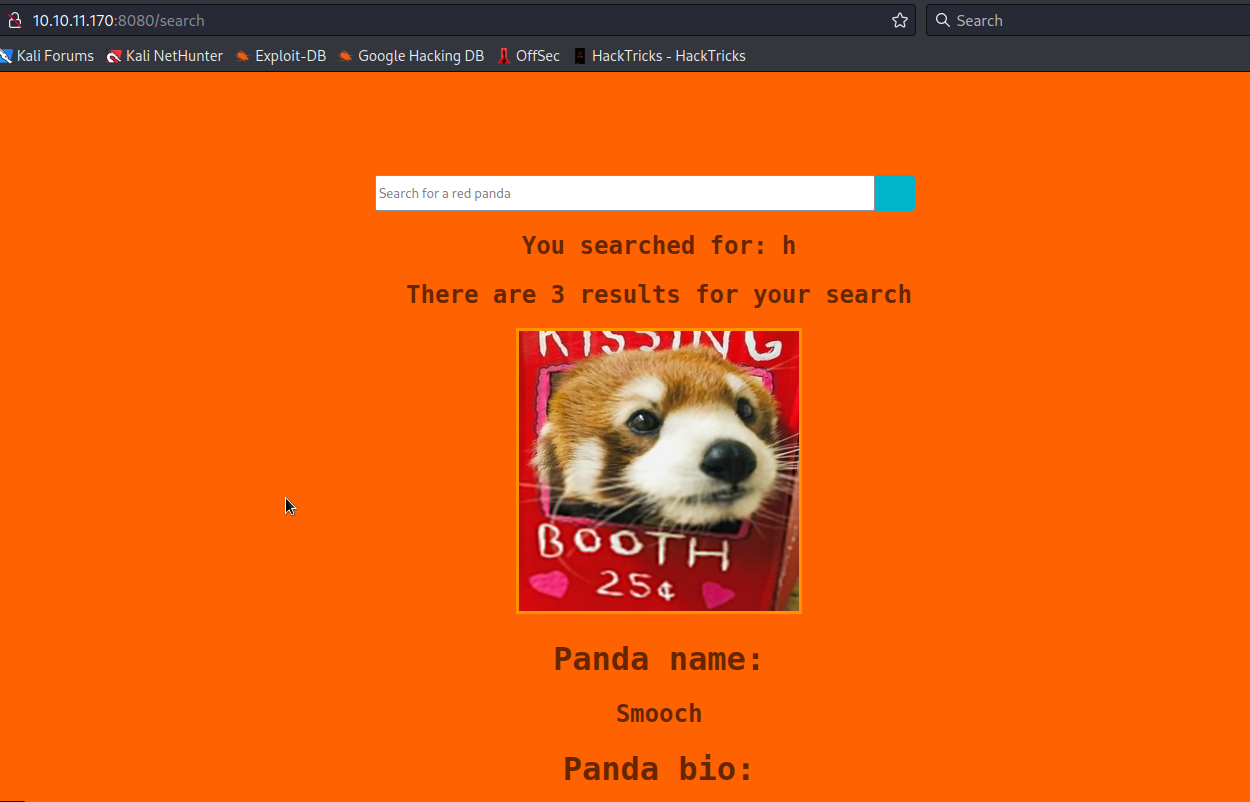 10.10.11.170:8080/search
Search
Kali Forums
Kali NetHunter
Exploit-DB
Google Hacking DB
OffSec
HackTricks - HackTricks
Search for a red panda
You searched for: h
There are 3 results for your search
KISSING
BOOTH
25¢
Panda name:
Smooch
Panda bio: